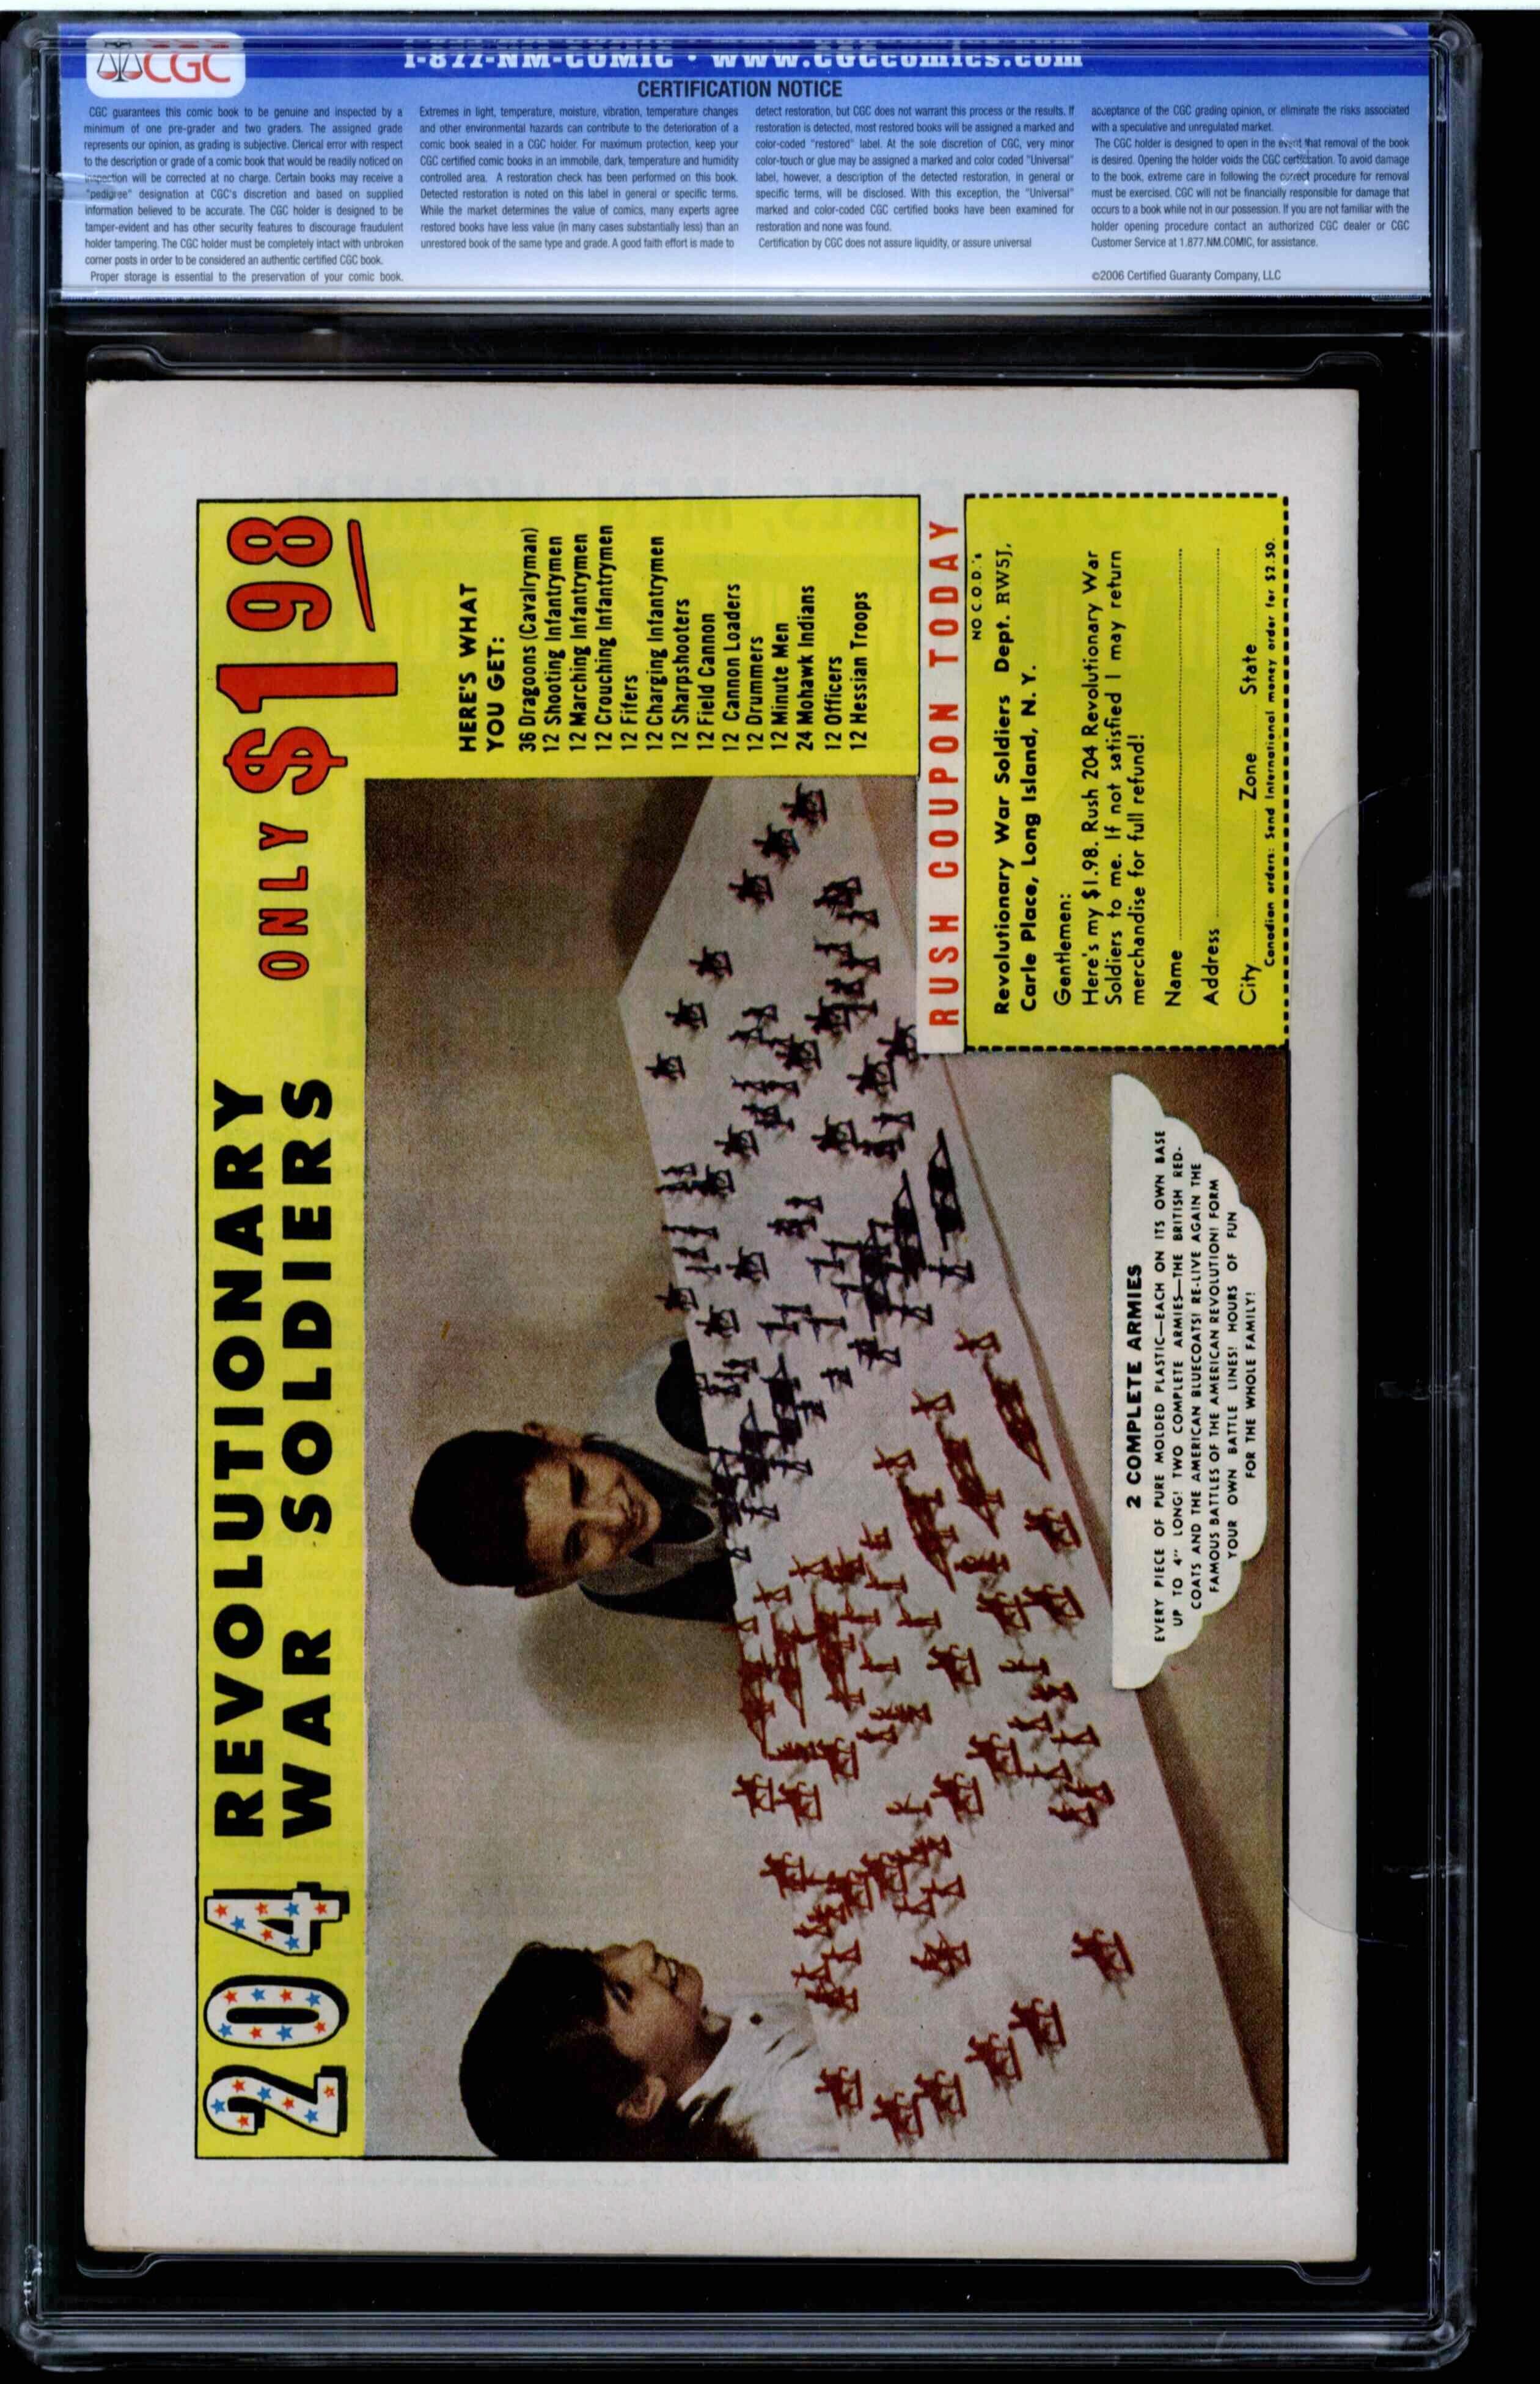 CGC
1-877-NM-COMIC • www.CGCcomics.com
CERTIFICATION NOTICE
CGC guarantees this comic book to be genuine and inspected by a
minimum of one pre-grader and two graders. The assigned grade
represents our opinion, as grading is subjective. Clerical error with respect
to the description or grade of a comic book that would be readily noticed on
inspection will be corrected at no charge. Certain books may receive a
"pedigree" designation at CGC's discretion and based on supplied
information believed to be accurate. The CGC holder is designed to be
tamper-evident and has other security features to discourage fraudulent
holder tampering. The CGC holder must be completely intact with unbroken
corner posts in order to be considered an authentic certified CGC book.
Proper storage is essential to the preservation of your comic book.
Extremes in light, temperature, moisture, vibration, temperature changes
and other environmental hazards can contribute to the deterioration of a
comic book sealed in a CGC holder. For maximum protection, keep your
CGC certified comic books in an immobile, dark, temperature and humidity
controlled area. A restoration check has been performed on this book.
Detected restoration is noted on this label in general or specific terms.
While the market determines the value of comics, many experts agree
restored books have less value (in many cases substantially less) than an
unrestored book of the same type and grade. A good faith effort is made to
detect restoration, but CGC does not warrant this process or the results. If
restoration is detected, most restored books will be assigned a marked and
color-coded "restored" label. At the sole discretion of CGC, very minor
color-touch or glue may be assigned a marked and color coded "Universal"
label, however, a description of the detected restoration, in general or
specific terms, will be disclosed. With this exception, the "Universal"
marked and color-coded CGC certified books have been examined for
restoration and none was found.
Certification by CGC does not assure liquidity, or assure universal
acceptance of the CGC grading opinion, or eliminate the risks associated
with a speculative and unregulated market.
The CGC holder is designed to open in the event that removal of the book
is desired. Opening the holder voids the CGC certification. To avoid damage
to the book, extreme care in following the correct procedure for removal
must be exercised. CGC will not be financially responsible for damage that
occurs to a book while not in our possession. If you are not familiar with the
holder opening procedure contact an authorized CGC dealer or CGC
Customer Service at 1.877.NM.COMIC, for assistance.
©2006 Certified Guaranty Company, LLC
204 REVOLUTIONARY
WAR SOLDIERS
ONLY $1 98
HERE'S WHAT
YOU GET:
36 Dragoons (Cavalryman)
12 Shooting Infantrymen
12 Marching Infantrymen
12 Crouching Infantrymen
12 Fifers
12 Charging Infantrymen
12 Sharpshooters
12 Field Cannon
12 Cannon Loaders
12 Drummers
12 Minute Men
24 Mohawk Indians
12 Officers
12 Hessian Troops
RUSH COUPON TODAY
NO C.O.D.'s
Revolutionary War Soldiers Dept. RW5J,
Carle Place, Long Island, N. Y.
Gentlemen:
Here's my $1.98. Rush 204 Revolutionary War
Soldiers to me. If not satisfied I may return
merchandise for full refund!
Name
Address
City Zone State
Canadian orders: Send International money order for $2.50.
2 COMPLETE ARMIES
EVERY PIECE OF PURE MOLDED PLASTIC—EACH ON ITS OWN BASE
UP TO 4" LONG! TWO COMPLETE ARMIES—THE BRITISH RED-
COATS AND THE AMERICAN BLUECOATS! RE-LIVE AGAIN THE
FAMOUS BATTLES OF THE AMERICAN REVOLUTION! FORM
YOUR OWN BATTLE LINES! HOURS OF FUN
FOR THE WHOLE FAMILY!